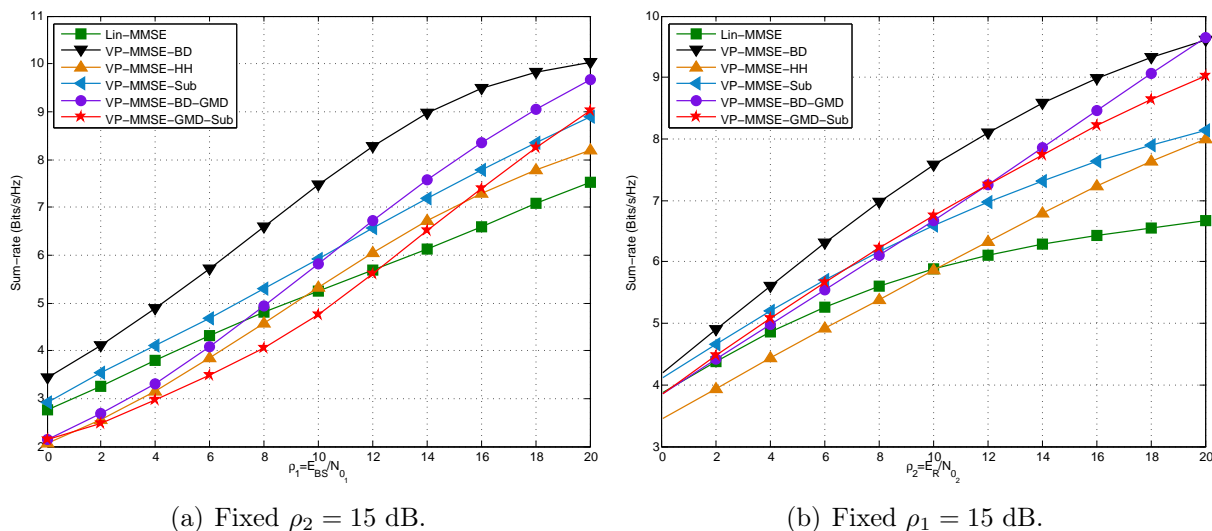 11
10
9
8
7
6
5
4
3
2
Sum−rate (Bits/s/Hz)
Lin−MMSE
VP−MMSE−BD
VP−MMSE−HH
VP−MMSE−Sub
VP−MMSE−BD−GMD
VP−MMSE−GMD−Sub
0 2 4 6 8 10 12 14 16 18 20
ρ₁=E_BS/N₀₁
(a) Fixed ρ₂ = 15 dB.
10
9
8
7
6
5
4
3
Sum−rate (Bits/s/Hz)
Lin−MMSE
VP−MMSE−BD
VP−MMSE−HH
VP−MMSE−Sub
VP−MMSE−BD−GMD
VP−MMSE−GMD−Sub
0 2 4 6 8 10 12 14 16 18 20
ρ₂=E_R/N₀₂
(b) Fixed ρ₁ = 15 dB.